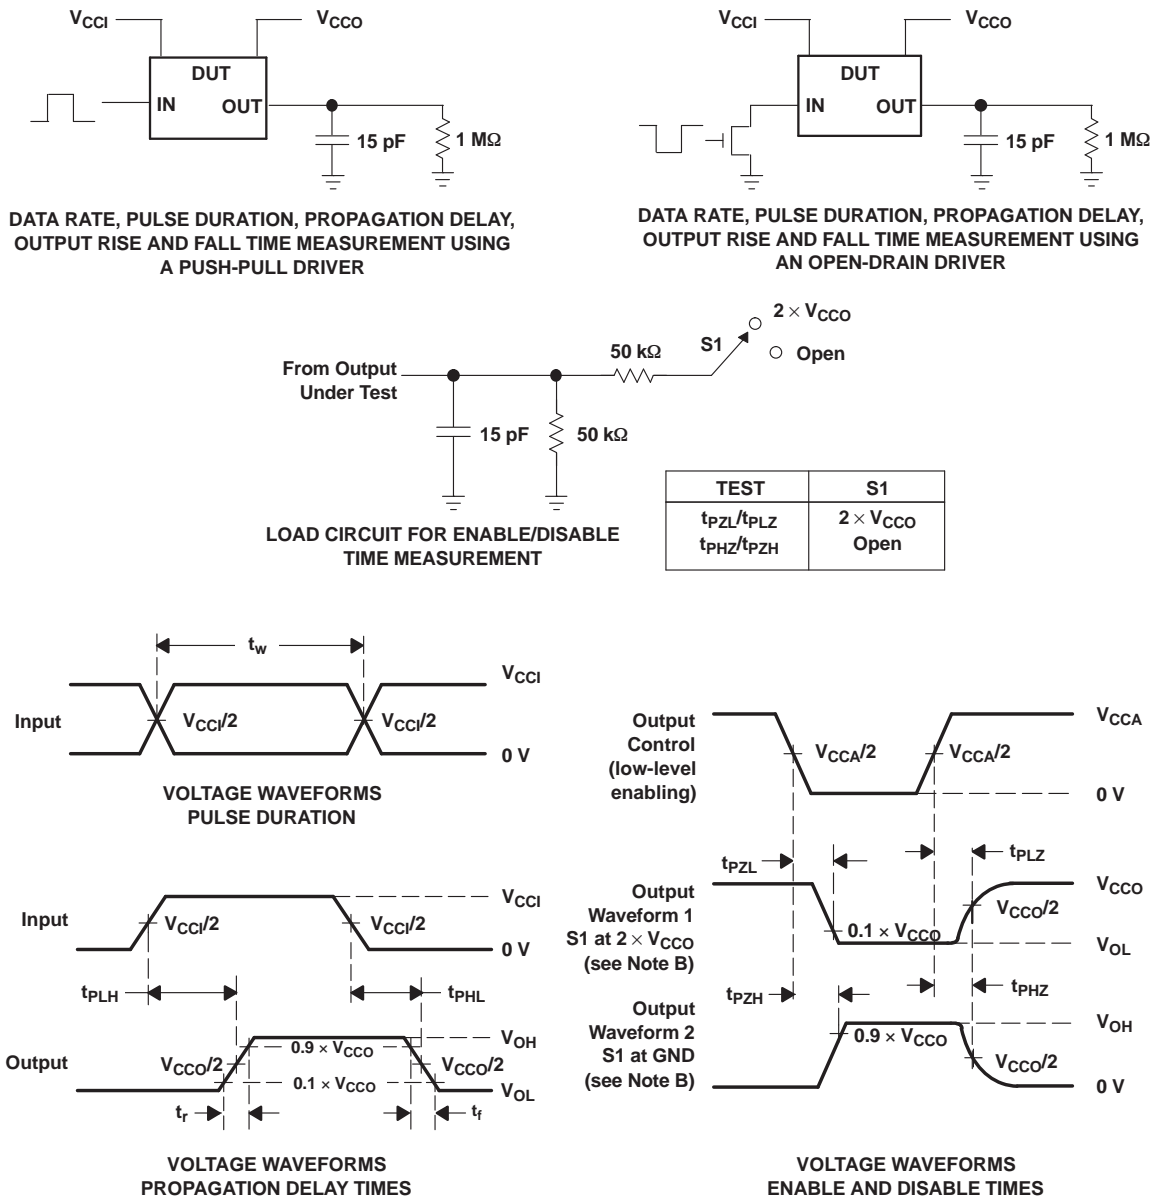 VCCI
VCCO
DUT
IN
OUT
15 pF
1 MΩ
DATA RATE, PULSE DURATION, PROPAGATION DELAY,
OUTPUT RISE AND FALL TIME MEASUREMENT USING
A PUSH-PULL DRIVER
VCCI
VCCO
DUT
IN
OUT
15 pF
1 MΩ
DATA RATE, PULSE DURATION, PROPAGATION DELAY,
OUTPUT RISE AND FALL TIME MEASUREMENT USING
AN OPEN-DRAIN DRIVER
From Output
Under Test
15 pF
50 kΩ
50 kΩ
S1
2 × VCCO
Open
LOAD CIRCUIT FOR ENABLE/DISABLE
TIME MEASUREMENT
TEST S1
tPZL/tPLZ 2 × VCCO
tPHZ/tPZH Open
tw
Input
VCCI
VCCI/2
VCCI/2
0 V
VOLTAGE WAVEFORMS
PULSE DURATION
Input
VCCI
VCCI/2
VCCI/2
0 V
tPLH
tPHL
Output
VOH
0.9 × VCCO
VCCO/2
VCCO/2
0.1 × VCCO
VOL
tr
tf
VOLTAGE WAVEFORMS
PROPAGATION DELAY TIMES
Output
Control
(low-level
enabling)
VCCA
VCCA/2
VCCA/2
0 V
tPZL
tPLZ
Output
Waveform 1
S1 at 2 × VCCO
(see Note B)
VCCO
VCCO/2
0.1 × VCCO
VOL
tPZH
tPHZ
Output
Waveform 2
S1 at GND
(see Note B)
VOH
0.9 × VCCO
VCCO/2
0 V
VOLTAGE WAVEFORMS
ENABLE AND DISABLE TIMES